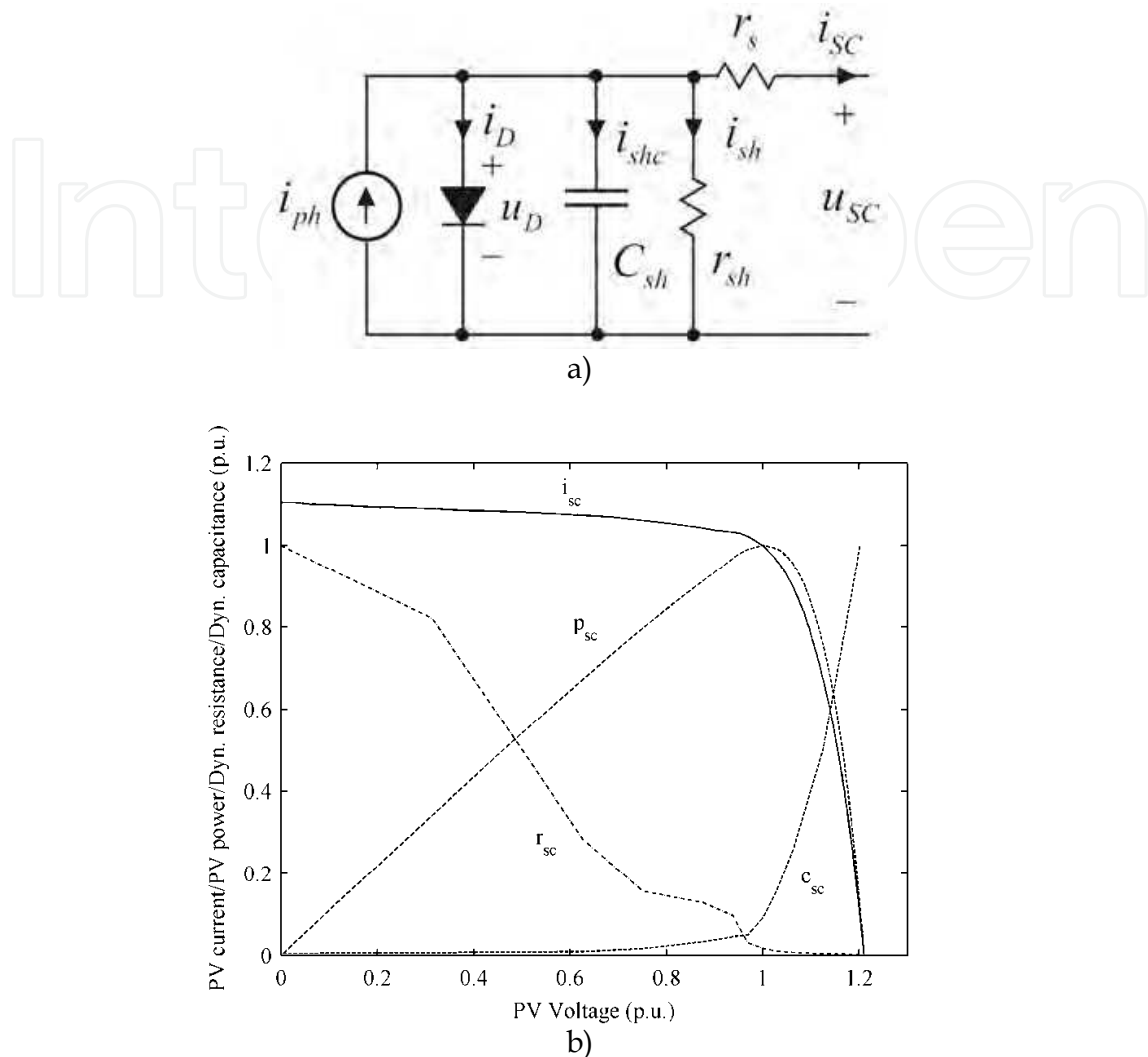 r_s
i_SC
i_D
i_shc
i_sh
+
+
i_ph
u_D
u_SC
−
C_sh
r_sh
−
a)
PV current/PV power/Dyn. resistance/Dyn. capacitance (p.u.)
1.2
1
0.8
0.6
0.4
0.2
0
i_sc
p_sc
r_sc
c_sc
0
0.2
0.4
0.6
0.8
1
1.2
PV Voltage (p.u.)
b)